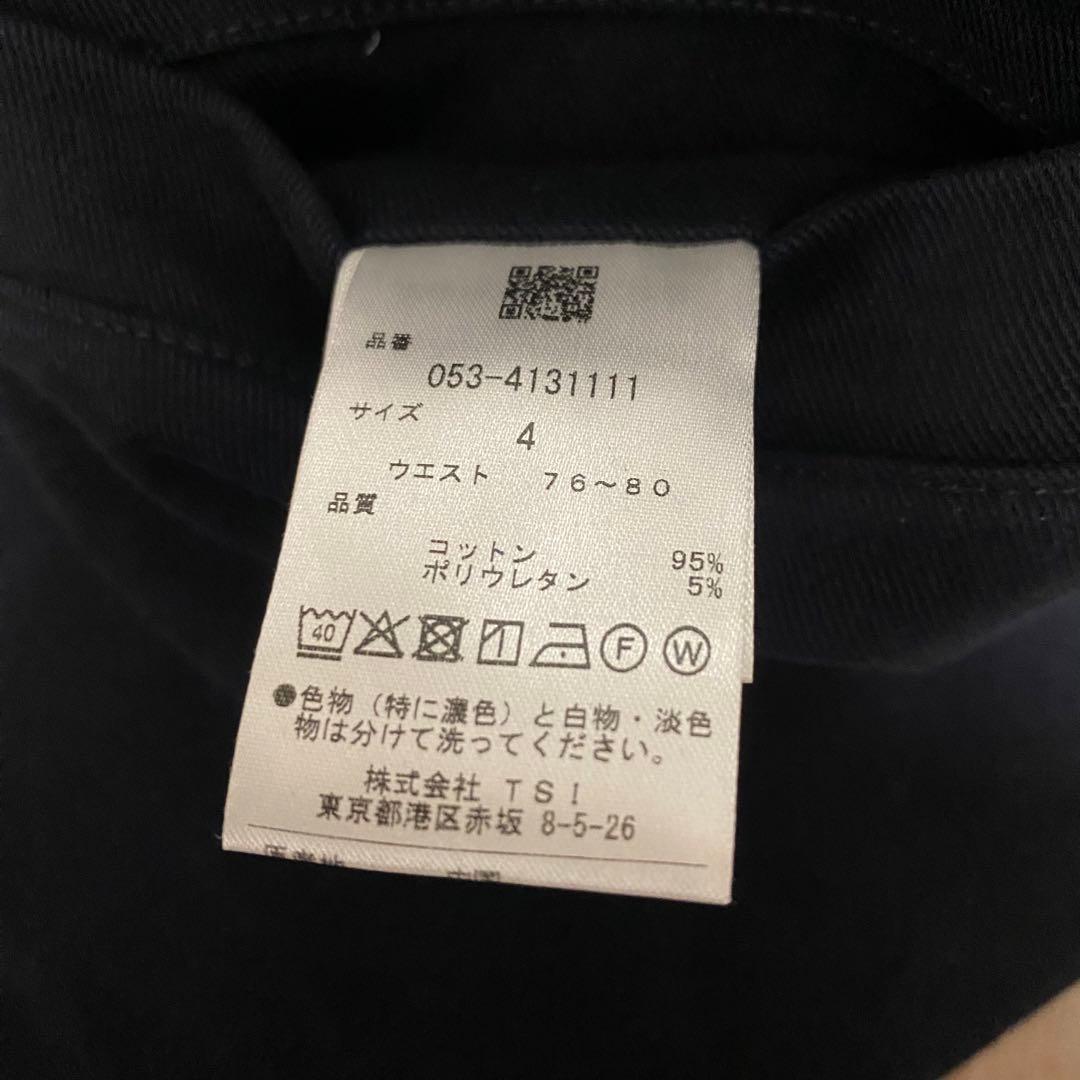 品番
053-4131111
サイズ
4
ウエスト 76〜80
品質
コットン 95%
ポリウレタン 5%
40 F W
●色物(特に濃色)と白物・淡色
物は分けて洗ってください。
株式会社 TSI
東京都港区赤坂 8-5-26